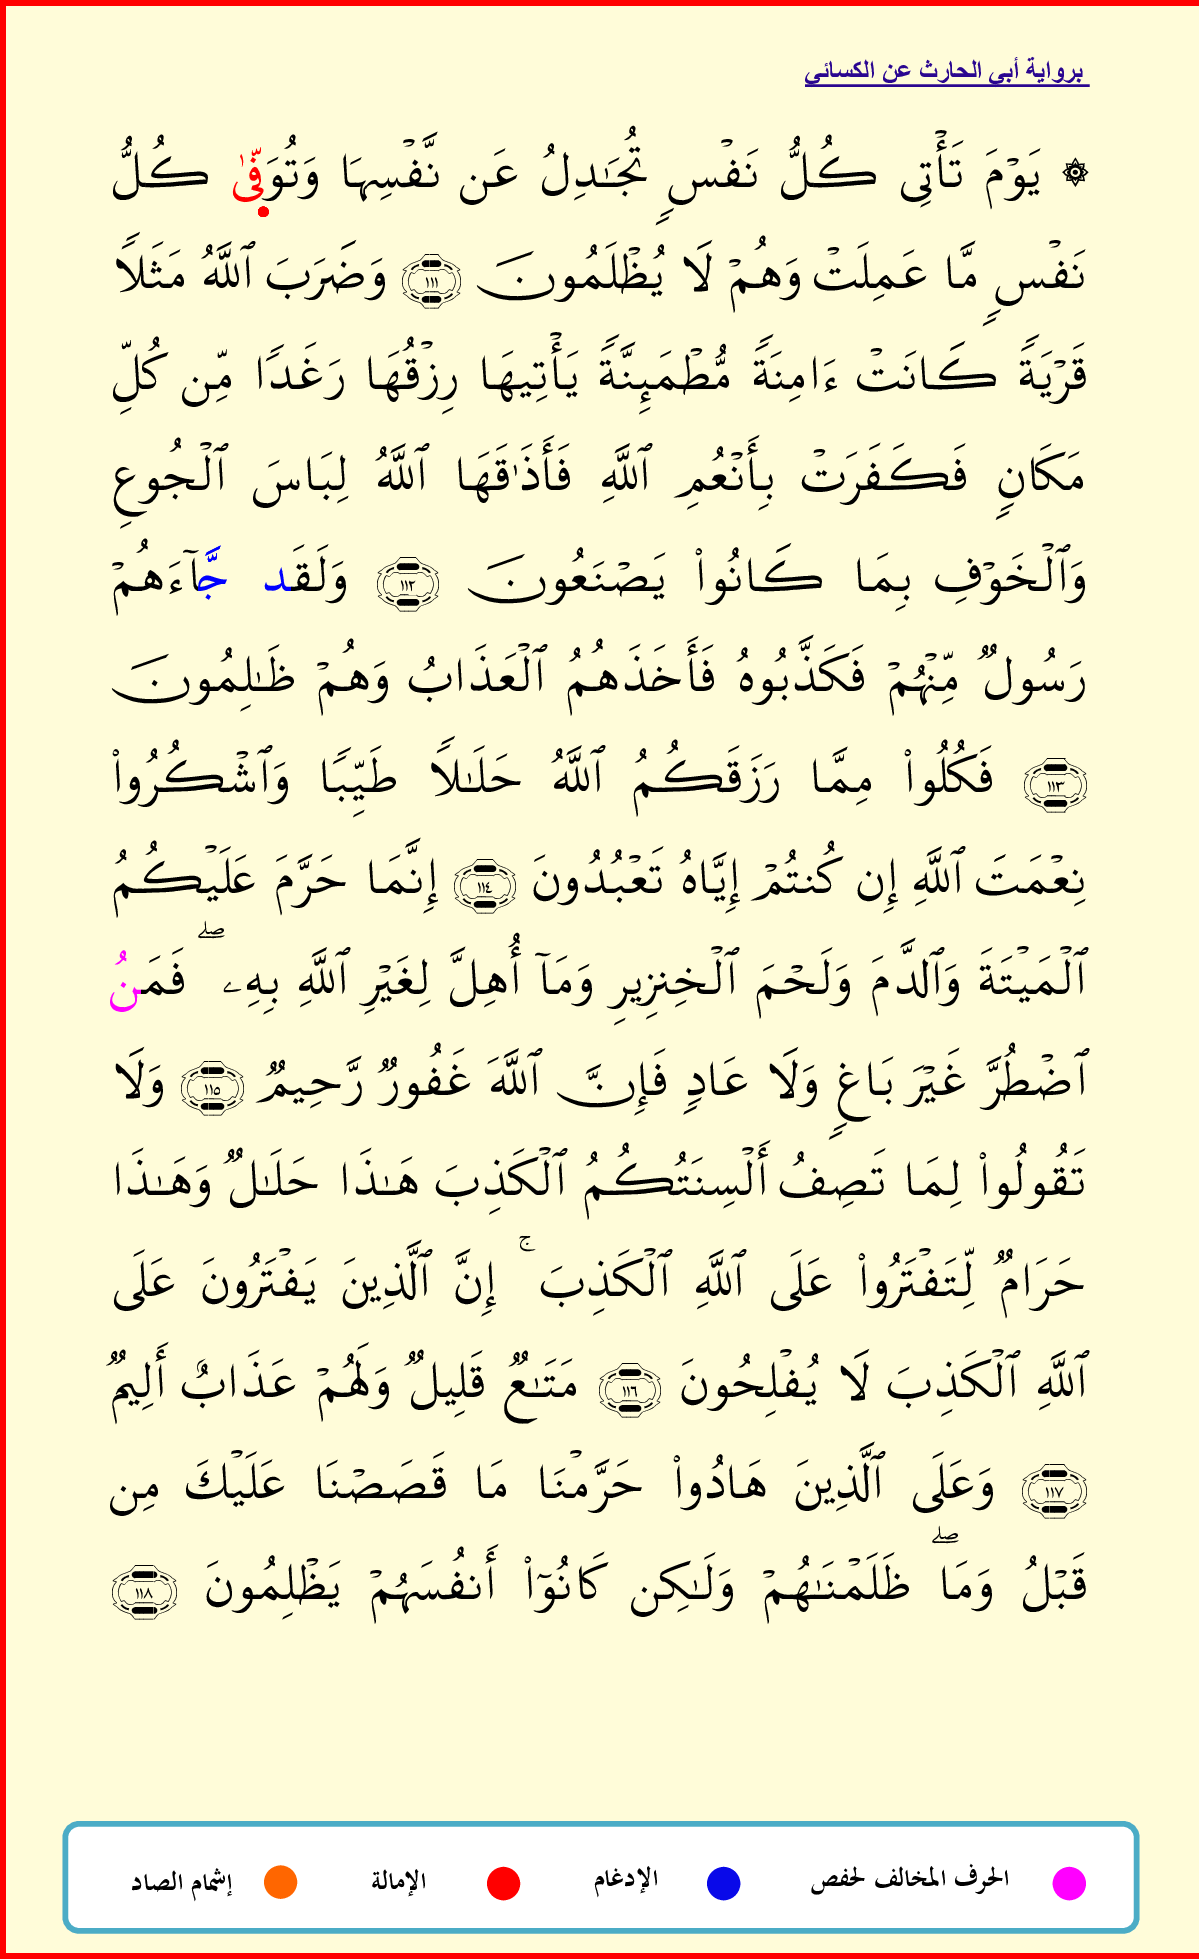 برواية أبي الحارث عن الكسائي
۞ يَوۡمَ تَأۡتِي كُلُّ نَفۡسٖ تُجَٰدِلُ عَن نَّفۡسِهَا وَتُوَفّىٰ كُلُّ
نَفۡسٖ مَّا عَمِلَتۡ وَهُمۡ لَا يُظۡلَمُونَ ١١١ وَضَرَبَ ٱللَّهُ مَثَلٗا
قَرۡيَةٗ كَانَتۡ ءَامِنَةٗ مُّطۡمَئِنَّةٗ يَأۡتِيهَا رِزۡقُهَا رَغَدٗا مِّن كُلِّ
مَكَانٖ فَكَفَرَتۡ بِأَنۡعُمِ ٱللَّهِ فَأَذَٰقَهَا ٱللَّهُ لِبَاسَ ٱلۡجُوعِ
وَٱلۡخَوۡفِ بِمَا كَانُواْ يَصۡنَعُونَ ١١٢ وَلَقَد جَّآءَهُمۡ
رَسُولٞ مِّنۡهُمۡ فَكَذَّبُوهُ فَأَخَذَهُمُ ٱلۡعَذَابُ وَهُمۡ ظَٰلِمُونَ
١١٣ فَكُلُواْ مِمَّا رَزَقَكُمُ ٱللَّهُ حَلَٰلٗا طَيِّبٗا وَٱشۡكُرُواْ
نِعۡمَتَ ٱللَّهِ إِن كُنتُمۡ إِيَّاهُ تَعۡبُدُونَ ١١٤ إِنَّمَا حَرَّمَ عَلَيۡكُمُ
ٱلۡمَيۡتَةَ وَٱلدَّمَ وَلَحۡمَ ٱلۡخِنزِيرِ وَمَآ أُهِلَّ لِغَيۡرِ ٱللَّهِ بِهِۦۖ فَمَنُ
ٱضۡطُرَّ غَيۡرَ بَاغٖ وَلَا عَادٖ فَإِنَّ ٱللَّهَ غَفُورٞ رَّحِيمٞ ١١٥ وَلَا
تَقُولُواْ لِمَا تَصِفُ أَلۡسِنَتُكُمُ ٱلۡكَذِبَ هَٰذَا حَلَٰلٞ وَهَٰذَا
حَرَامٞ لِّتَفۡتَرُواْ عَلَى ٱللَّهِ ٱلۡكَذِبَۚ إِنَّ ٱلَّذِينَ يَفۡتَرُونَ عَلَى
ٱللَّهِ ٱلۡكَذِبَ لَا يُفۡلِحُونَ ١١٦ مَتَٰعٞ قَلِيلٞ وَلَهُمۡ عَذَابٌ أَلِيمٞ
١١٧ وَعَلَى ٱلَّذِينَ هَادُواْ حَرَّمۡنَا مَا قَصَصۡنَا عَلَيۡكَ مِن
قَبۡلُ وَمَاۖ ظَلَمۡنَٰهُمۡ وَلَٰكِن كَانُوٓاْ أَنفُسَهُمۡ يَظۡلِمُونَ ١١٨
الحرف المخالف لحفص الإدغام الإمالة إشمام الصاد